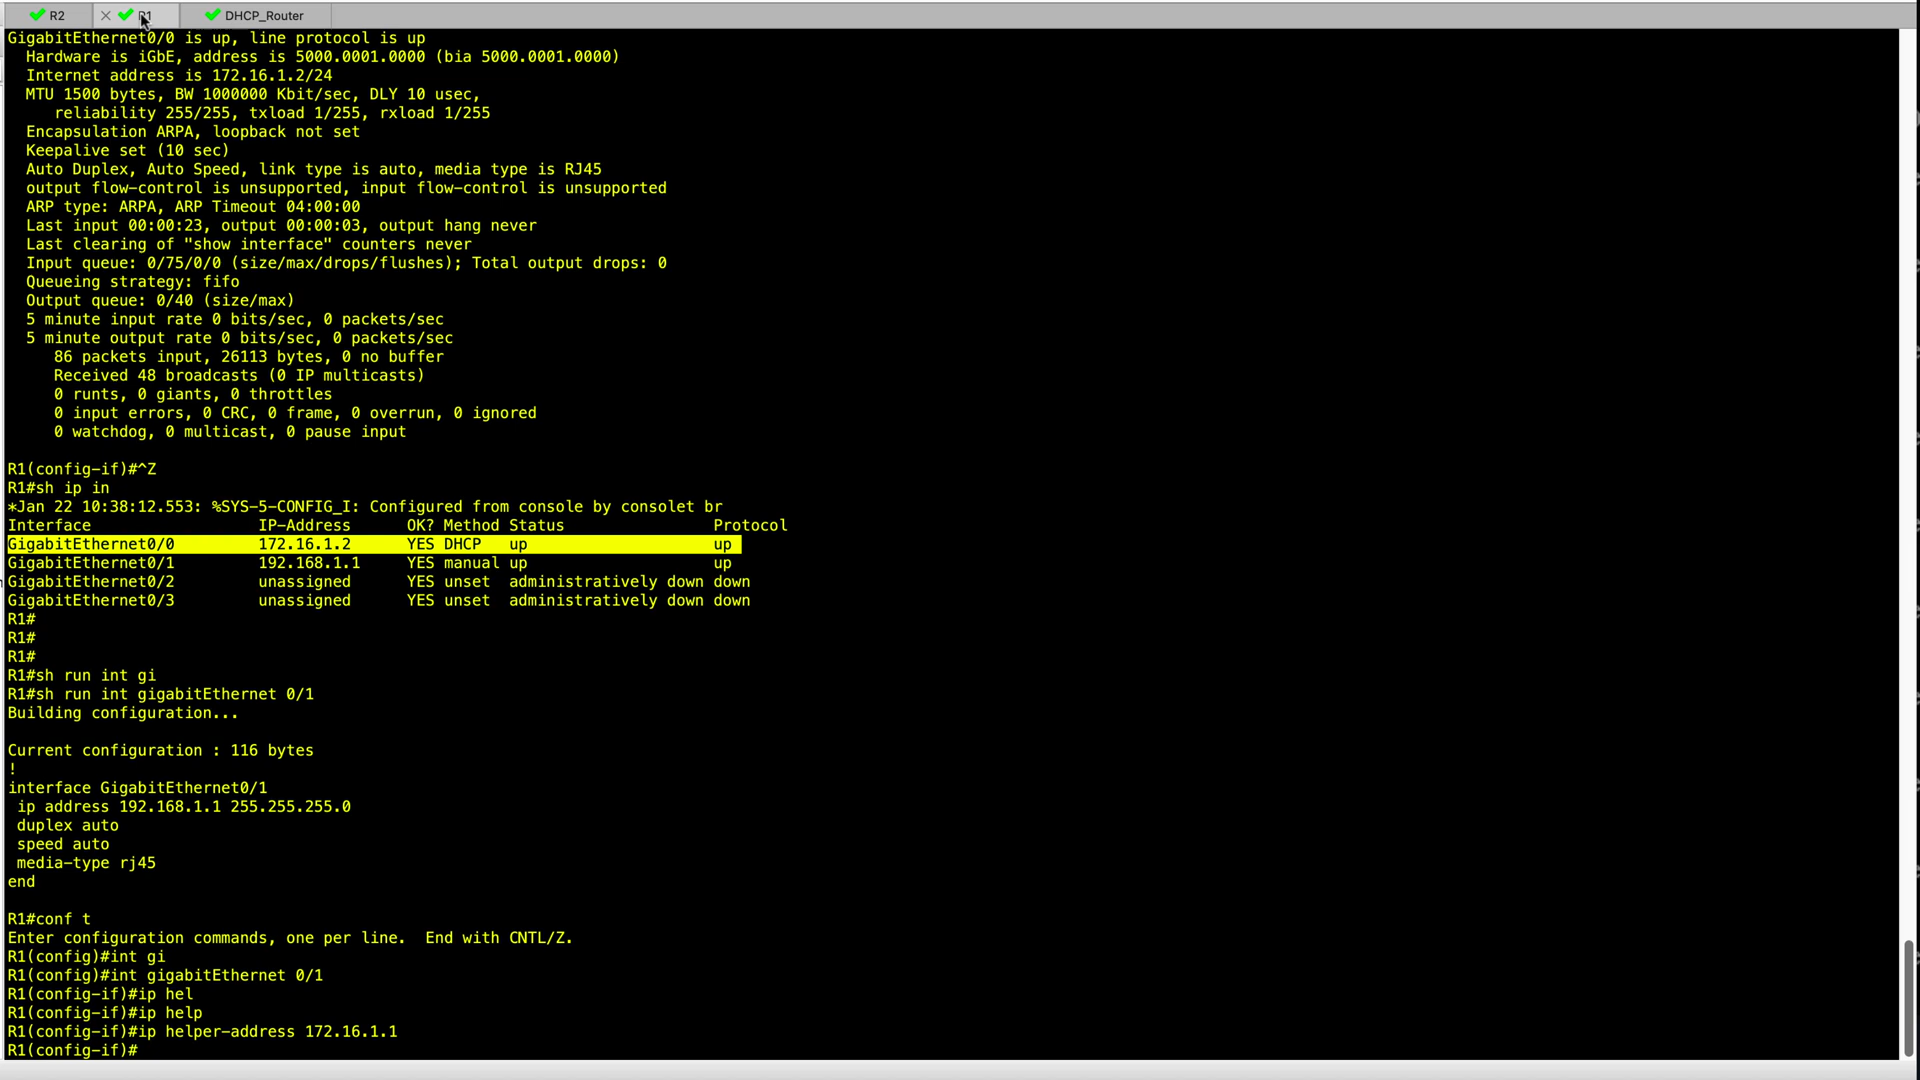 R2
R1
DHCP_Router
GigabitEthernet0/0 is up, line protocol is up
  Hardware is iGbE, address is 5000.0001.0000 (bia 5000.0001.0000)
  Internet address is 172.16.1.2/24
  MTU 1500 bytes, BW 1000000 Kbit/sec, DLY 10 usec,
     reliability 255/255, txload 1/255, rxload 1/255
  Encapsulation ARPA, loopback not set
  Keepalive set (10 sec)
  Auto Duplex, Auto Speed, link type is auto, media type is RJ45
  output flow-control is unsupported, input flow-control is unsupported
  ARP type: ARPA, ARP Timeout 04:00:00
  Last input 00:00:23, output 00:00:03, output hang never
  Last clearing of "show interface" counters never
  Input queue: 0/75/0/0 (size/max/drops/flushes); Total output drops: 0
  Queueing strategy: fifo
  Output queue: 0/40 (size/max)
  5 minute input rate 0 bits/sec, 0 packets/sec
  5 minute output rate 0 bits/sec, 0 packets/sec
     86 packets input, 26113 bytes, 0 no buffer
     Received 48 broadcasts (0 IP multicasts)
     0 runts, 0 giants, 0 throttles
     0 input errors, 0 CRC, 0 frame, 0 overrun, 0 ignored
     0 watchdog, 0 multicast, 0 pause input
R1(config-if)#^Z
R1#sh ip in
*Jan 22 10:38:12.553: %SYS-5-CONFIG_I: Configured from console by consolet br
Interface                  IP-Address      OK? Method Status                Protocol
GigabitEthernet0/0         172.16.1.2      YES DHCP   up                    up
GigabitEthernet0/1         192.168.1.1     YES manual up                    up
GigabitEthernet0/2         unassigned      YES unset  administratively down down
GigabitEthernet0/3         unassigned      YES unset  administratively down down
R1#
R1#
R1#
R1#sh run int gi
R1#sh run int gigabitEthernet 0/1
Building configuration...
Current configuration : 116 bytes
!
interface GigabitEthernet0/1
 ip address 192.168.1.1 255.255.255.0
 duplex auto
 speed auto
 media-type rj45
end
R1#conf t
Enter configuration commands, one per line.  End with CNTL/Z.
R1(config)#int gi
R1(config)#int gigabitEthernet 0/1
R1(config-if)#ip hel
R1(config-if)#ip help
R1(config-if)#ip helper-address 172.16.1.1
R1(config-if)#